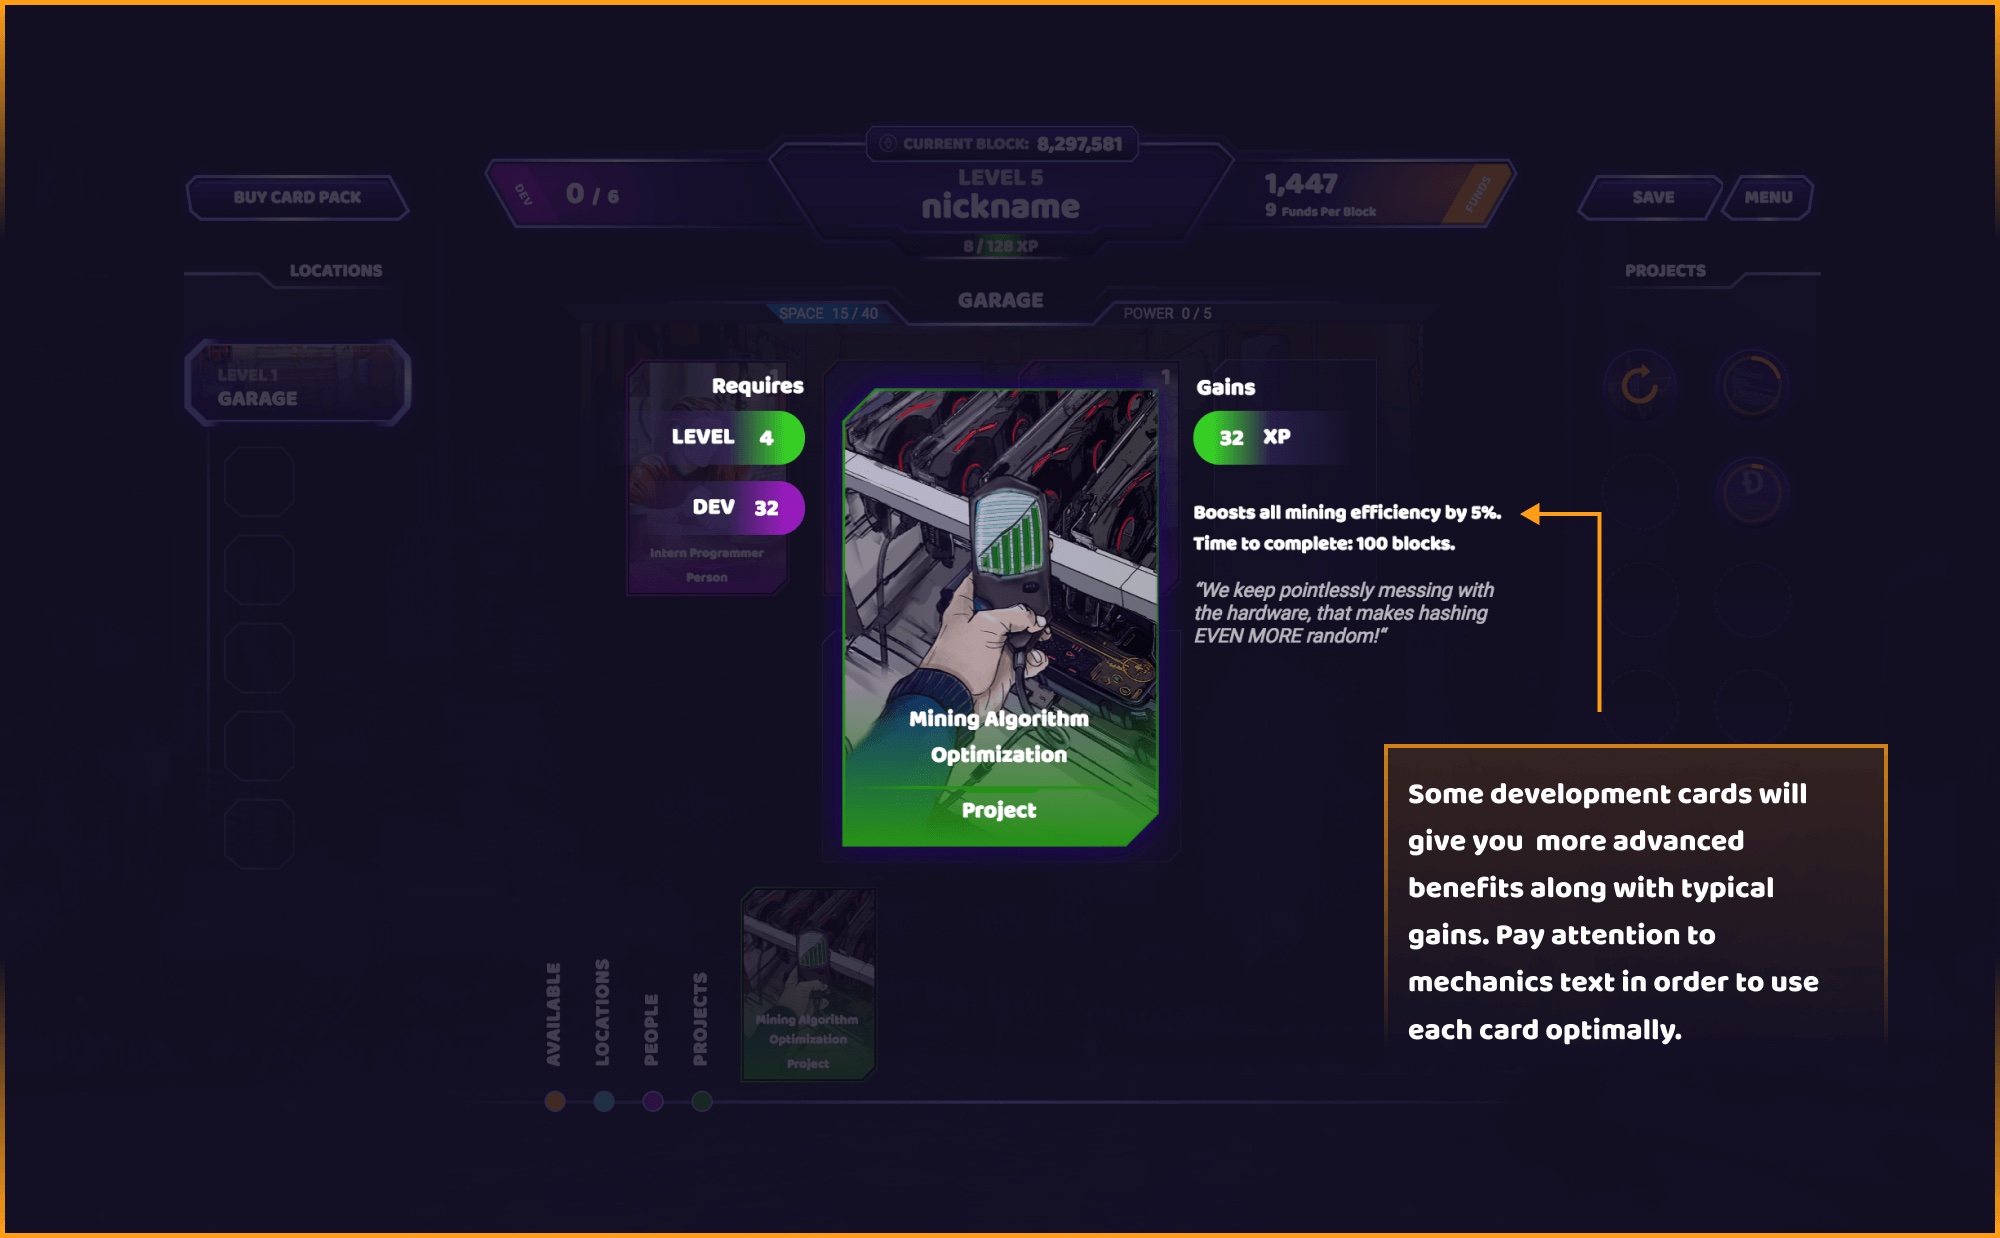 CURRENT BLOCK: 8,297,581
BUY CARD PACK
DEV
0 / 6
LEVEL 5
nickname
8 / 128 XP
1,447
9 Funds Per Block
FUNDS
SAVE
MENU
LOCATIONS
PROJECTS
SPACE 15 / 40
GARAGE
POWER 0 / 5
LEVEL 1
GARAGE
1
1
Requires
LEVEL 4
DEV 32
Intern Programmer
Person
Mining Algorithm
Optimization
Project
Gains
32 XP
Boosts all mining efficiency by 5%.
Time to complete: 100 blocks.
“We keep pointlessly messing with
the hardware, that makes hashing
EVEN MORE random!“
Some development cards will
give you  more advanced
benefits along with typical
gains. Pay attention to
mechanics text in order to use
each card optimally.
AVAILABLE
LOCATIONS
PEOPLE
PROJECTS
Mining Algorithm
Optimization
Project